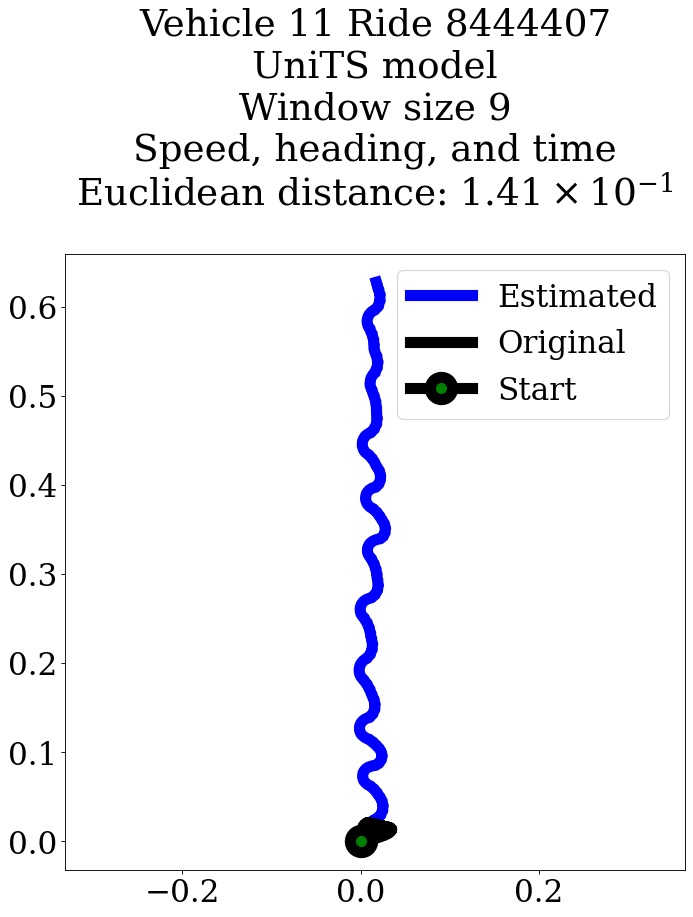 Vehicle 11 Ride 8444407
UniTS model
Window size 9
Speed, heading, and time
Euclidean distance: 1.41 × 10⁻¹
Estimated
Original
Start
0.6
0.5
0.4
0.3
0.2
0.1
0.0
−0.2 0.0 0.2